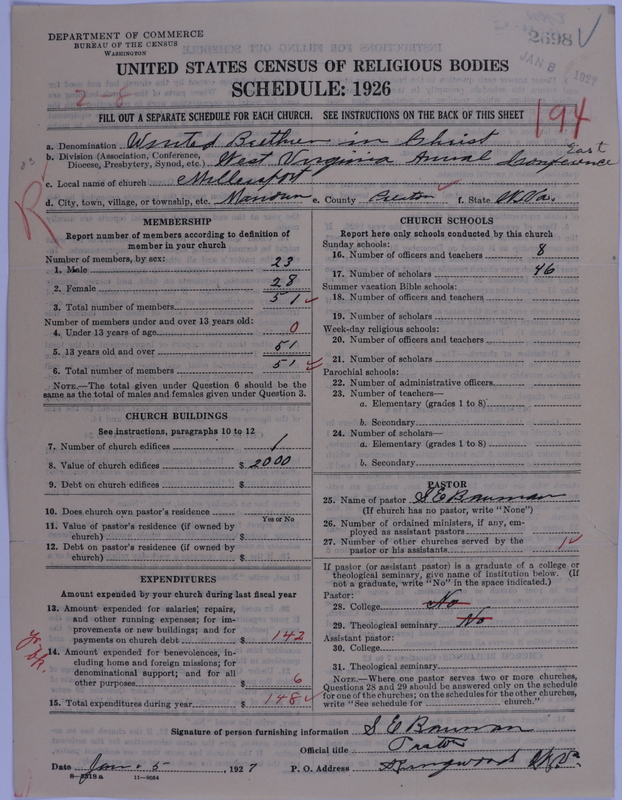 DEPARTMENT OF COMMERCE
BUREAU OF THE CENSUS
WASHINGTON
2698
JAN 8 1927
UNITED STATES CENSUS OF RELIGIOUS BODIES
SCHEDULE: 1926
2-8
194
FILL OUT A SEPARATE SCHEDULE FOR EACH CHURCH. SEE INSTRUCTIONS ON THE BACK OF THIS SHEET
a. Denomination United Brethren in Christ
b. Division (Association, Conference, Diocese, Presbytery, Synod, etc.) West Virginia Annual Conference East
c. Local name of church
d. City, town, village, or township, etc. e. County f. State W.Va.
R
MEMBERSHIP
Report number of members according to definition of
member in your church
Number of members, by sex:
1. Male 23
2. Female 28
3. Total number of members 51
Number of members under and over 13 years old:
4. Under 13 years of age 0
5. 13 years old and over 51
6. Total number of members 51
NOTE.—The total given under Question 6 should be the
same as the total of males and females given under Question 3.
CHURCH BUILDINGS
See instructions, paragraphs 10 to 12
7. Number of church edifices 1
8. Value of church edifices $ 2000
9. Debt on church edifices $
10. Does church own pastor's residence
Yes or No
11. Value of pastor's residence (if owned by
church) $
12. Debt on pastor's residence (if owned by
church) $
EXPENDITURES
Amount expended by your church during last fiscal year
13. Amount expended for salaries, repairs,
and other running expenses; for im-
provements or new buildings; and for
payments on church debt $ 142
14. Amount expended for benevolences, in-
cluding home and foreign missions; for
denominational support; and for all
other purposes $ 6
15. Total expenditures during year $ 148
Yr. bk.
CHURCH SCHOOLS
Report here only schools conducted by this church
Sunday schools:
16. Number of officers and teachers 8
17. Number of scholars 46
Summer vacation Bible schools:
18. Number of officers and teachers
19. Number of scholars
Week-day religious schools:
20. Number of officers and teachers
21. Number of scholars
Parochial schools:
22. Number of administrative officers
23. Number of teachers—
a. Elementary (grades 1 to 8)
b. Secondary
24. Number of scholars—
a. Elementary (grades 1 to 8)
b. Secondary
PASTOR
25. Name of pastor S E Bauman
(If church has no pastor, write "None")
26. Number of ordained ministers, if any, em-
ployed as assistant pastors
27. Number of other churches served by the
pastor or his assistants 1
If pastor (or assistant pastor) is a graduate of a college or
theological seminary, give name of institution below. (If
not a graduate, write "No" in the space indicated.)
Pastor:
28. College No
29. Theological seminary No
Assistant pastor:
30. College
31. Theological seminary
NOTE.—Where one pastor serves two or more churches,
Questions 28 and 29 should be answered only on the schedule
for one of the churches; on the schedules for the other churches,
write "See schedule for church."
Signature of person furnishing information S E Bauman
Official title Pastor
Date Jan. 5, 1927 P. O. Address Springwood W Va
8-5318 a 11-9054